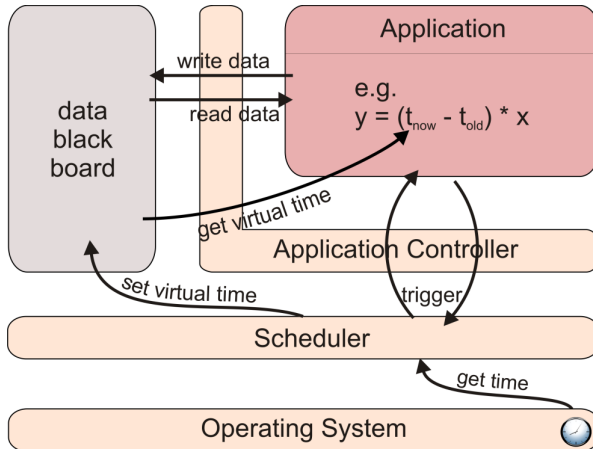 Application
write data
read data
e.g.
y = (tnow - told) * x
data
black
board
get virtual time
Application Controller
set virtual time
trigger
Scheduler
get time
Operating System